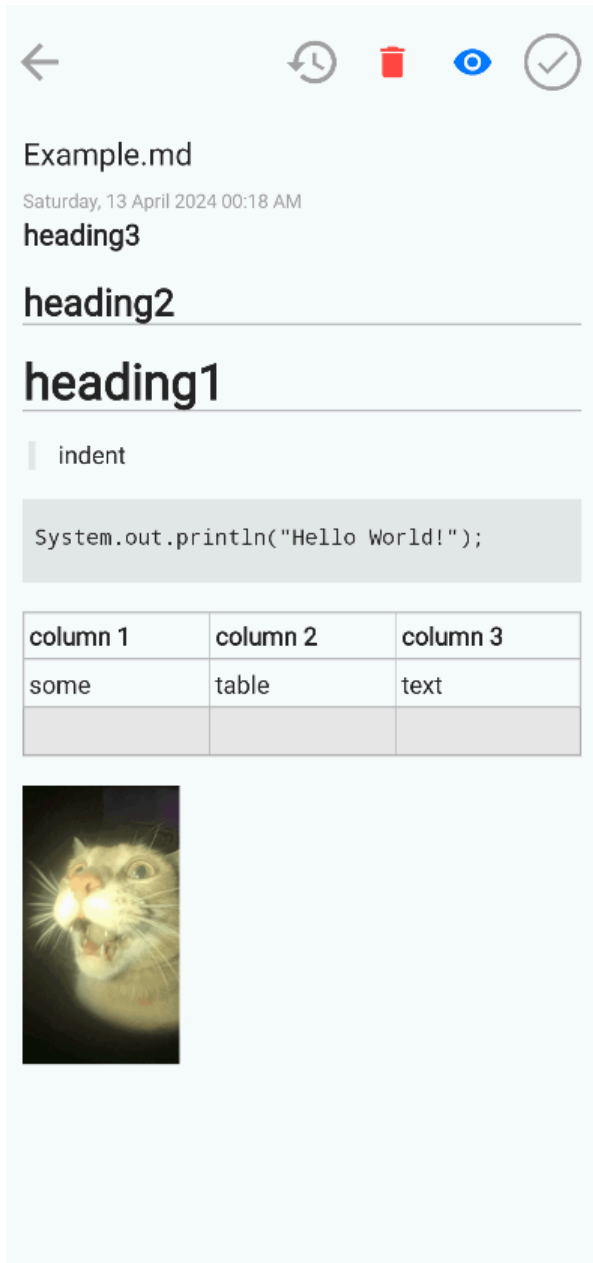 Example.md
Saturday, 13 April 2024 00:18 AM
heading3
heading2
heading1
indent
System.out.println("Hello World!");
column 1 column 2 column 3
some table text